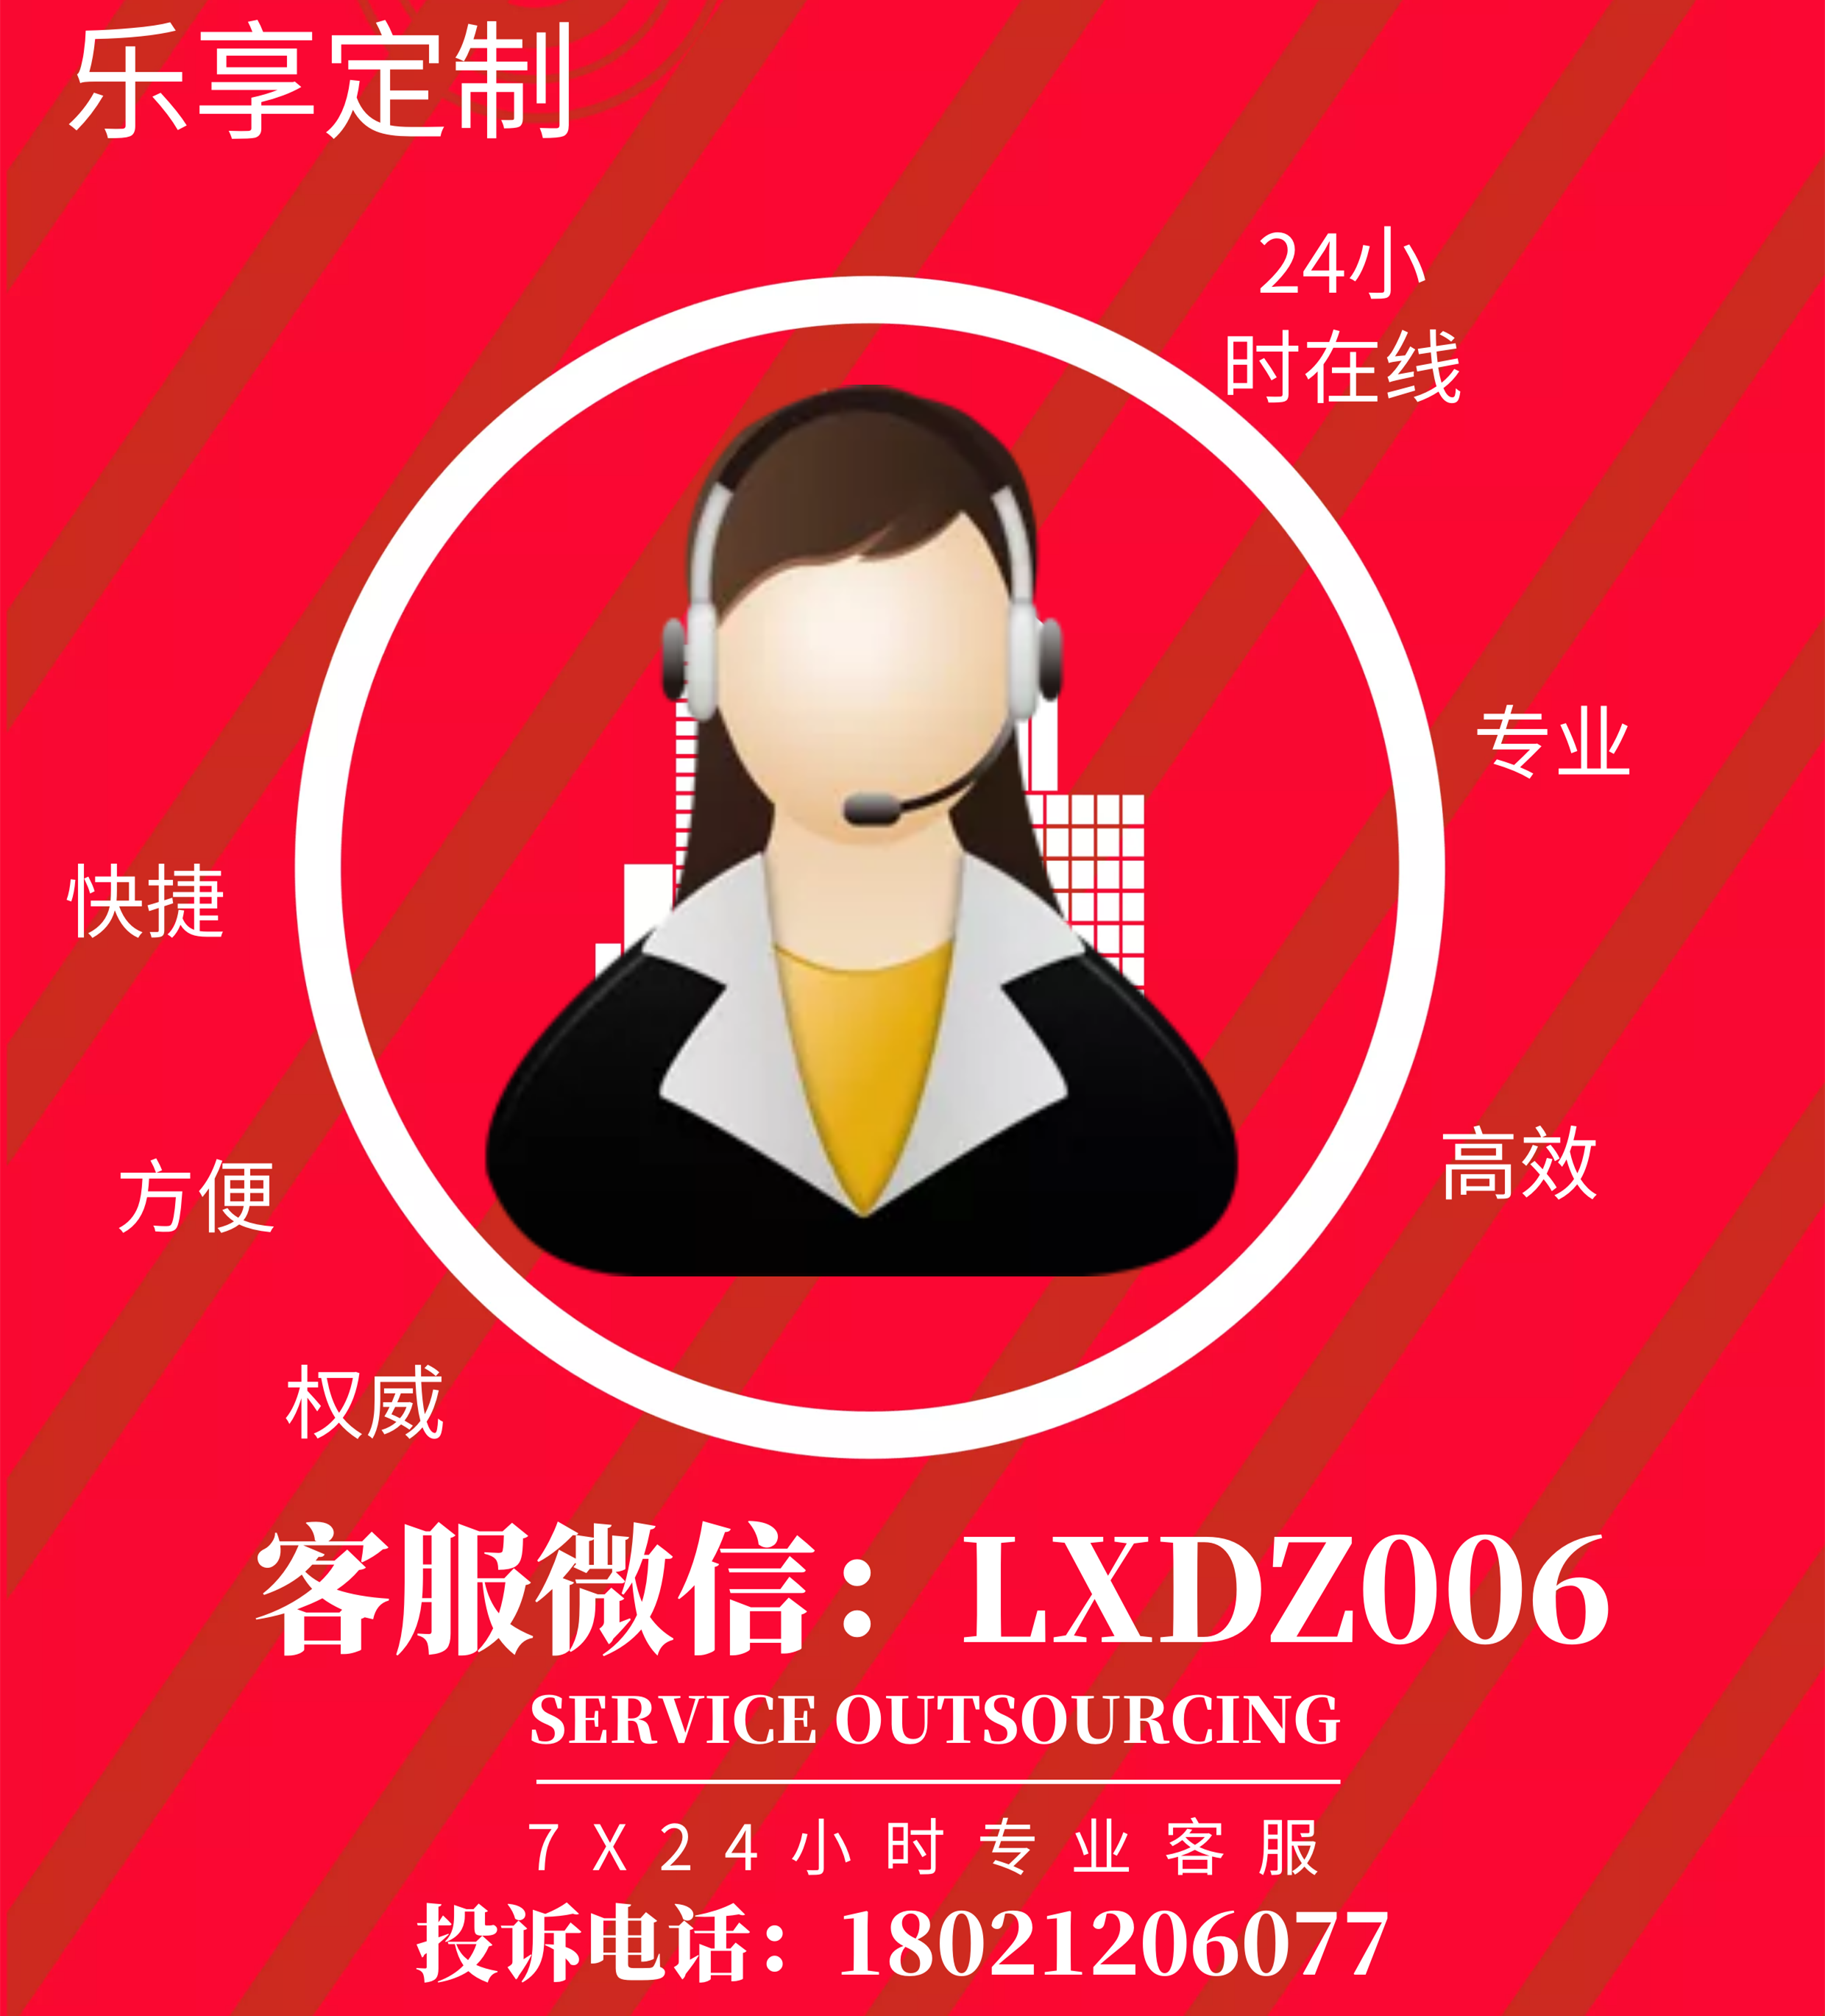 乐享定制
24小
时在线
专业
快捷
高效
方便
权威
客服微信：LXDZ006
SERVICE OUTSOURCING
7X24小时专业客服
投诉电话：18021206077